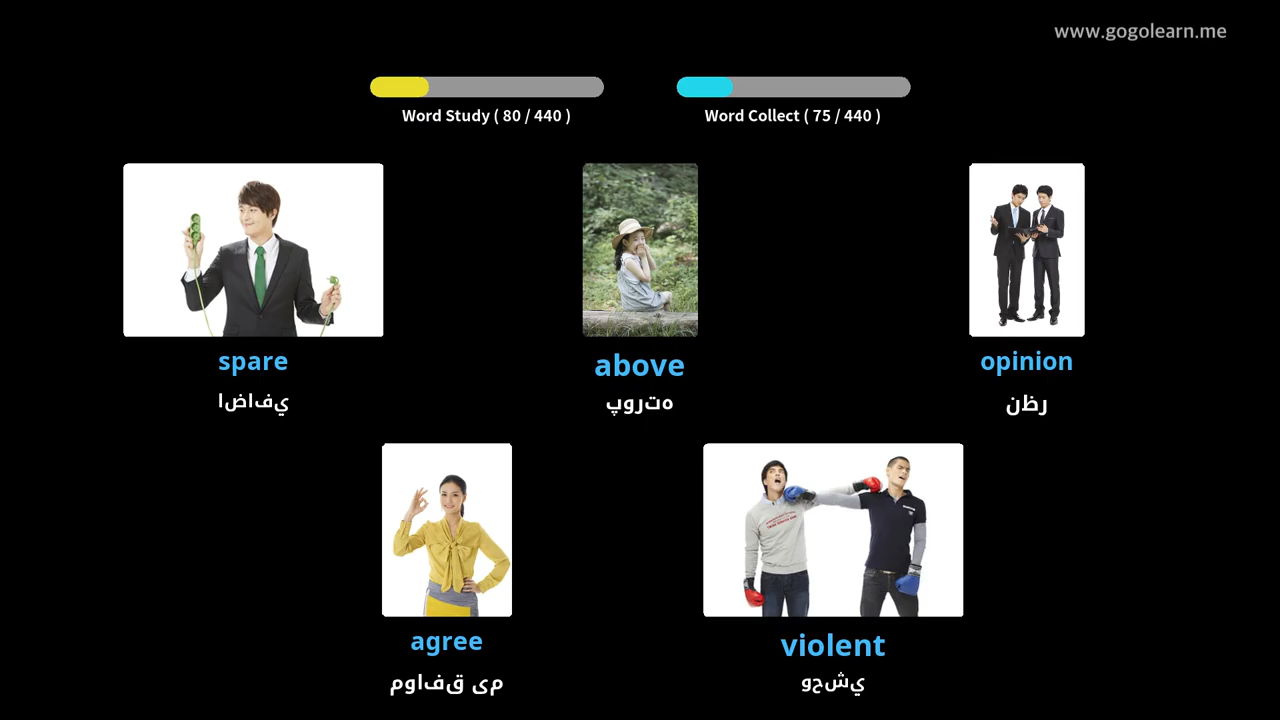 www.gogolearn.me
Word Study ( 80 / 440 )
Word Collect ( 75 / 440 )
spare
above
opinion
يفاضا
هتروپ
رظن
agree
violent
می قفاوم
يشحو